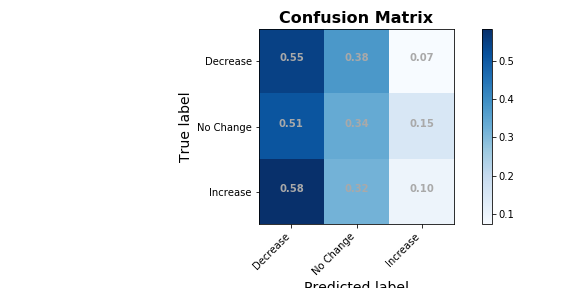 Confusion Matrix
Decrease 0.55 0.38 0.07
No Change 0.51 0.34 0.15
Increase 0.58 0.10
True label
Decrease No Change Increase
Predicted label
0.5
0.4
0.3
0.2
0.1